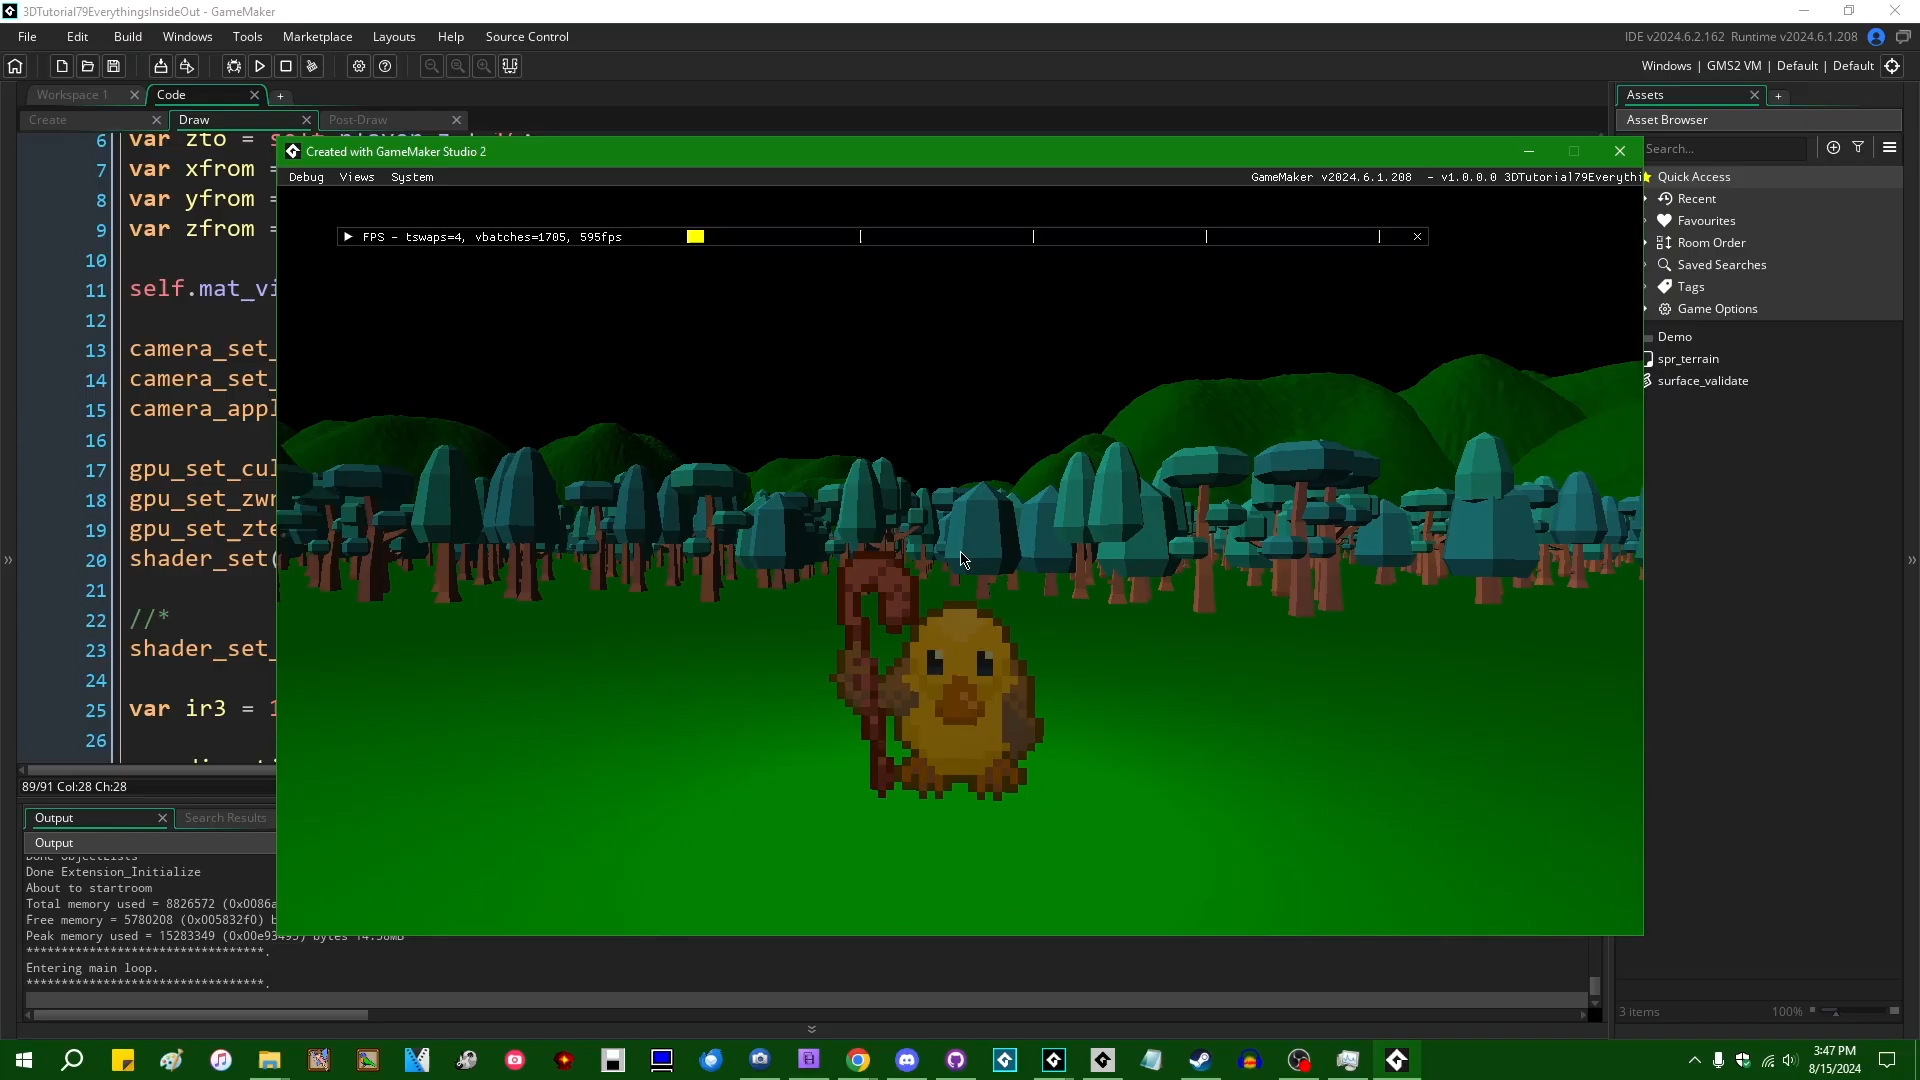 3DTutorial79EverythingsInsideOut - GameMaker
File Edit Build Windows Tools Marketplace Layouts Help Source Control
IDE v2024.6.2.162 Runtime v2024.6.1.208
Windows | GMS2 VM | Default | Default
Workspace 1
Code
Create
Draw
Post-Draw
Assets
Asset Browser
Search...
Quick Access
Recent
Favourites
Room Order
Saved Searches
Tags
Game Options
Demo
spr_terrain
surface_validate
3 items 100%
6 var zto =
7 var xfrom =
8 var yfrom =
9 var zfrom =
10
11 self.mat_vi
12
13 camera_set_
14 camera_set_
15 camera_appl
16
17 gpu_set_cul
18 gpu_set_zwr
19 gpu_set_zte
20 shader_set(
21
22 //*
23 shader_set_
24
25 var ir3 = 1
26
89/91 Col:28 Ch:28
Created with GameMaker Studio 2
Debug Views System
GameMaker v2024.6.1.208 - v1.0.0.0 3DTutorial79Everythi
FPS - tswaps=4, vbatches=1705, 595fps
Output
Search Results
Output
Done ObjectLists
Done Extension_Initialize
About to startroom
Total memory used = 8826572 (0x0086a
Free memory = 5780208 (0x005832f0) b
Peak memory used = 15283349 (0x00e93495) bytes 14.58MB
**********************************.
Entering main loop.
**********************************.
3:47 PM
8/15/2024